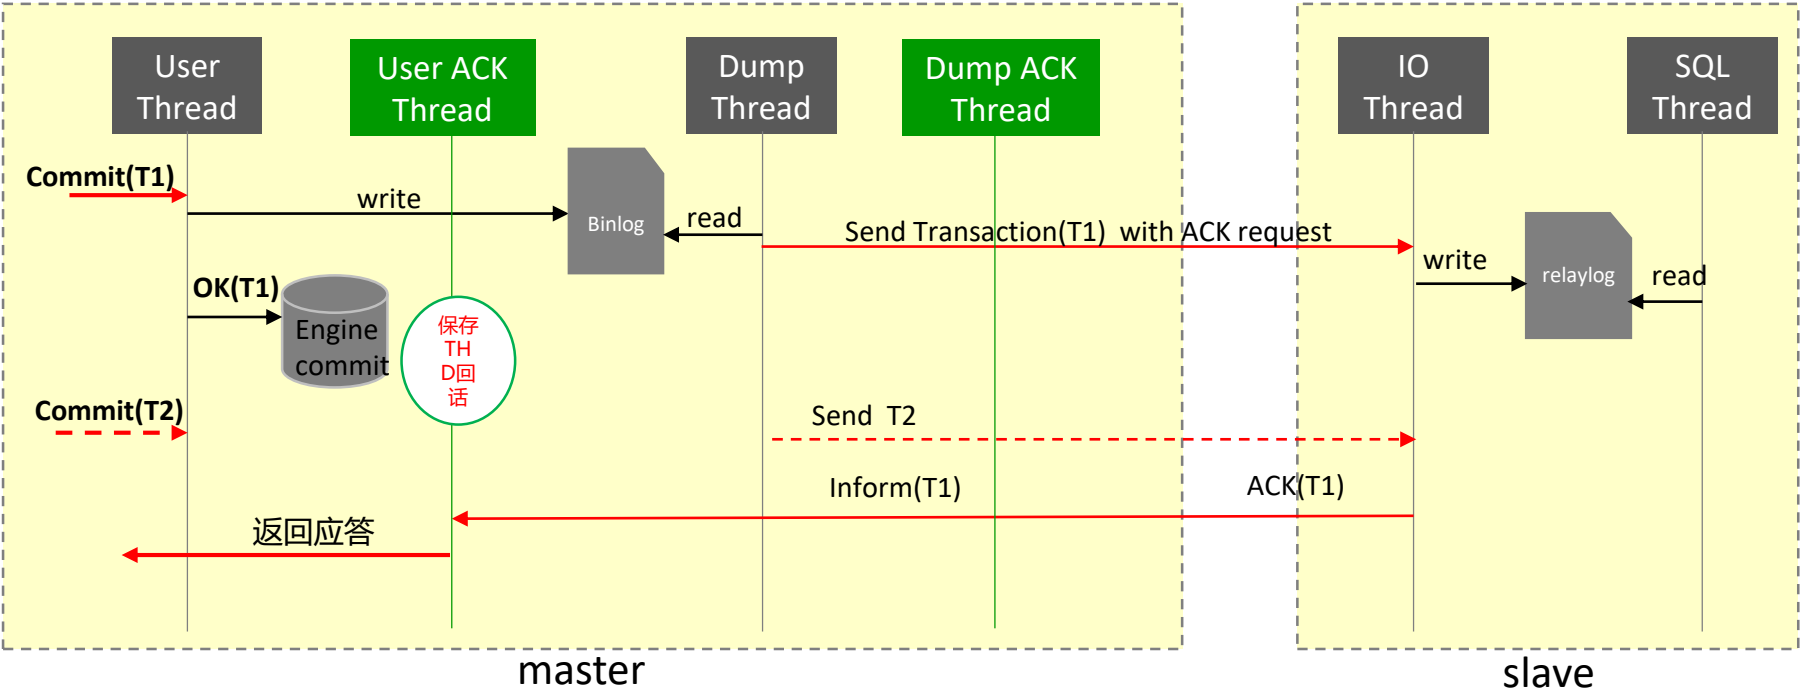 User
Thread
User ACK
Thread
Dump
Thread
Dump ACK
Thread
IO
Thread
SQL
Thread
Commit(T1)
write
Binlog
read
Send Transaction(T1) with ACK request
write
relaylog
read
OK(T1)
Engine
commit
保存
TH
D回
话
Commit(T2)
Send T2
Inform(T1)
ACK(T1)
返回应答
master
slave